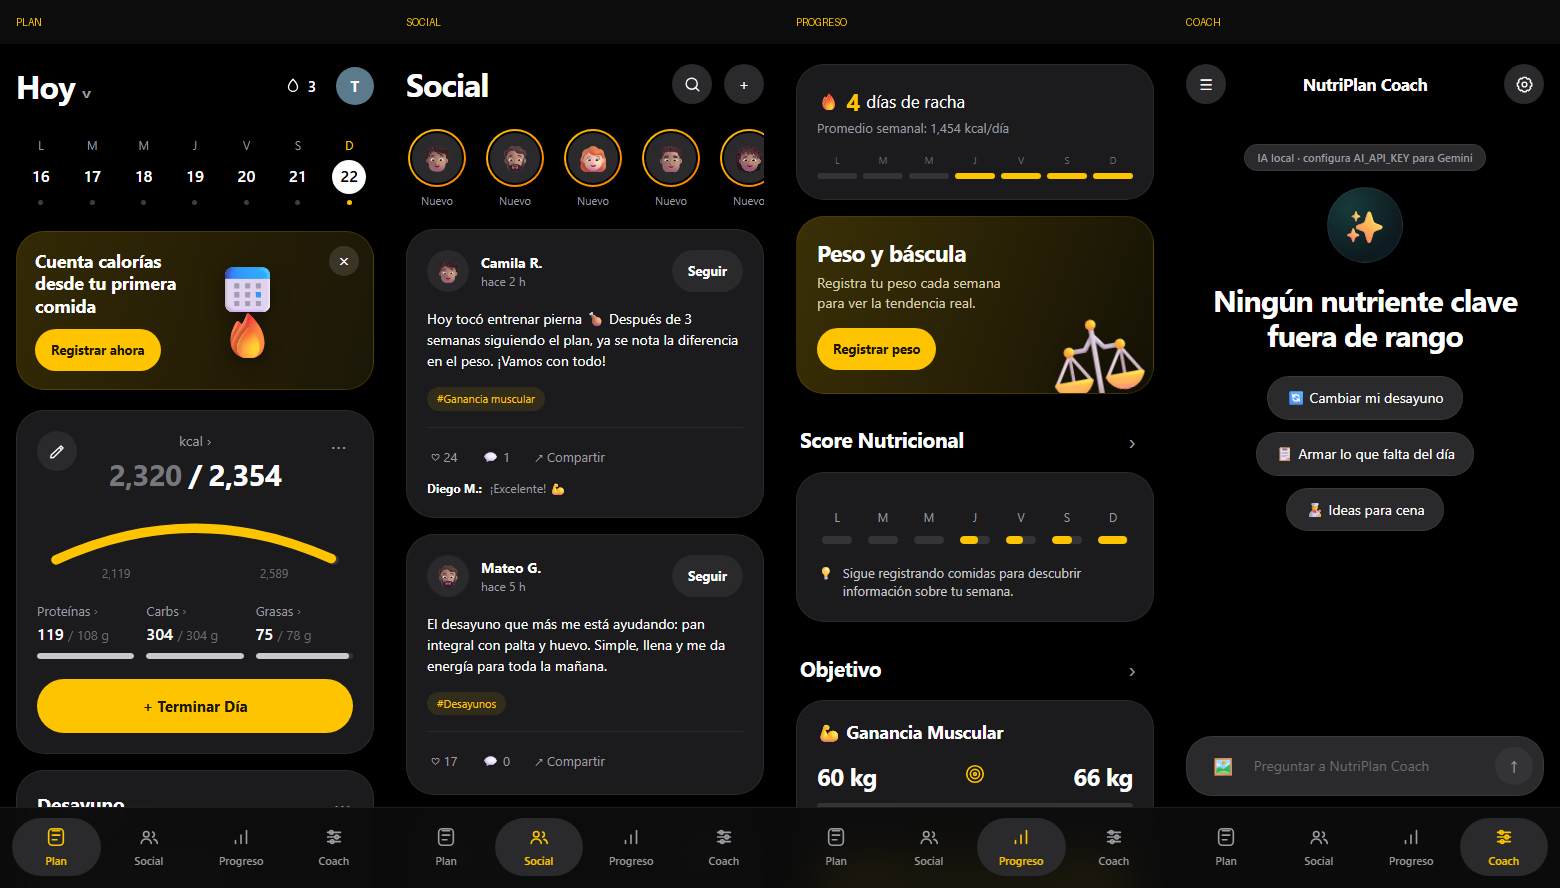 PLAN
Hoy v
3
T
L M M J V S D
16 17 18 19 20 21 22
Cuenta calorías
desde tu primera
comida
×
Registrar ahora
kcal ›
...
2,320 / 2,354
2,119 2,589
Proteínas › Carbs › Grasas ›
119 / 108 g 304 / 304 g 75 / 78 g
+ Terminar Día
Desayuno
...
Plan Social Progreso Coach
SOCIAL
Social
+
Nuevo Nuevo Nuevo Nuevo Nuevo
Camila R.
hace 2 h
Seguir
Hoy tocó entrenar pierna 🍗 Después de 3
semanas siguiendo el plan, ya se nota la diferencia
en el peso. ¡Vamos con todo!
#Ganancia muscular
♡ 24 💬 1 ↗ Compartir
Diego M.: ¡Excelente! 💪
Mateo G.
hace 5 h
Seguir
El desayuno que más me está ayudando: pan
integral con palta y huevo. Simple, llena y me da
energía para toda la mañana.
#Desayunos
♡ 17 💬 0 ↗ Compartir
Plan Social Progreso Coach
PROGRESO
🔥 4 días de racha
Promedio semanal: 1,454 kcal/día
L M M J V S D
Peso y báscula
Registra tu peso cada semana
para ver la tendencia real.
Registrar peso
Score Nutricional ›
L M M J V S D
💡 Sigue registrando comidas para descubrir
información sobre tu semana.
Objetivo ›
💪 Ganancia Muscular
60 kg 66 kg
Plan Social Progreso Coach
COACH
NutriPlan Coach
IA local · configura AI_API_KEY para Gemini
Ningún nutriente clave
fuera de rango
🔄 Cambiar mi desayuno
📋 Armar lo que falta del día
Ideas para cena
Preguntar a NutriPlan Coach ↑
Plan Social Progreso Coach